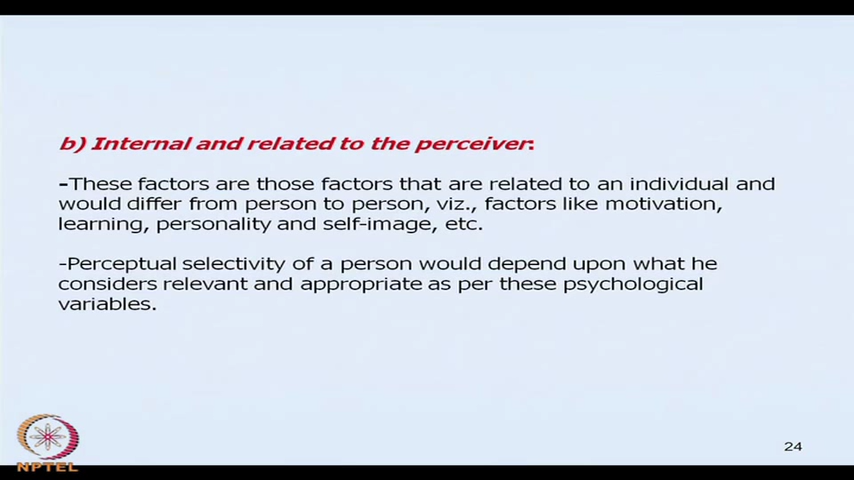 b) Internal and related to the perceiver:
-These factors are those factors that are related to an individual and
would differ from person to person, viz., factors like motivation,
learning, personality and self-image, etc.
-Perceptual selectivity of a person would depend upon what he
considers relevant and appropriate as per these psychological
variables.
24
NPTEL